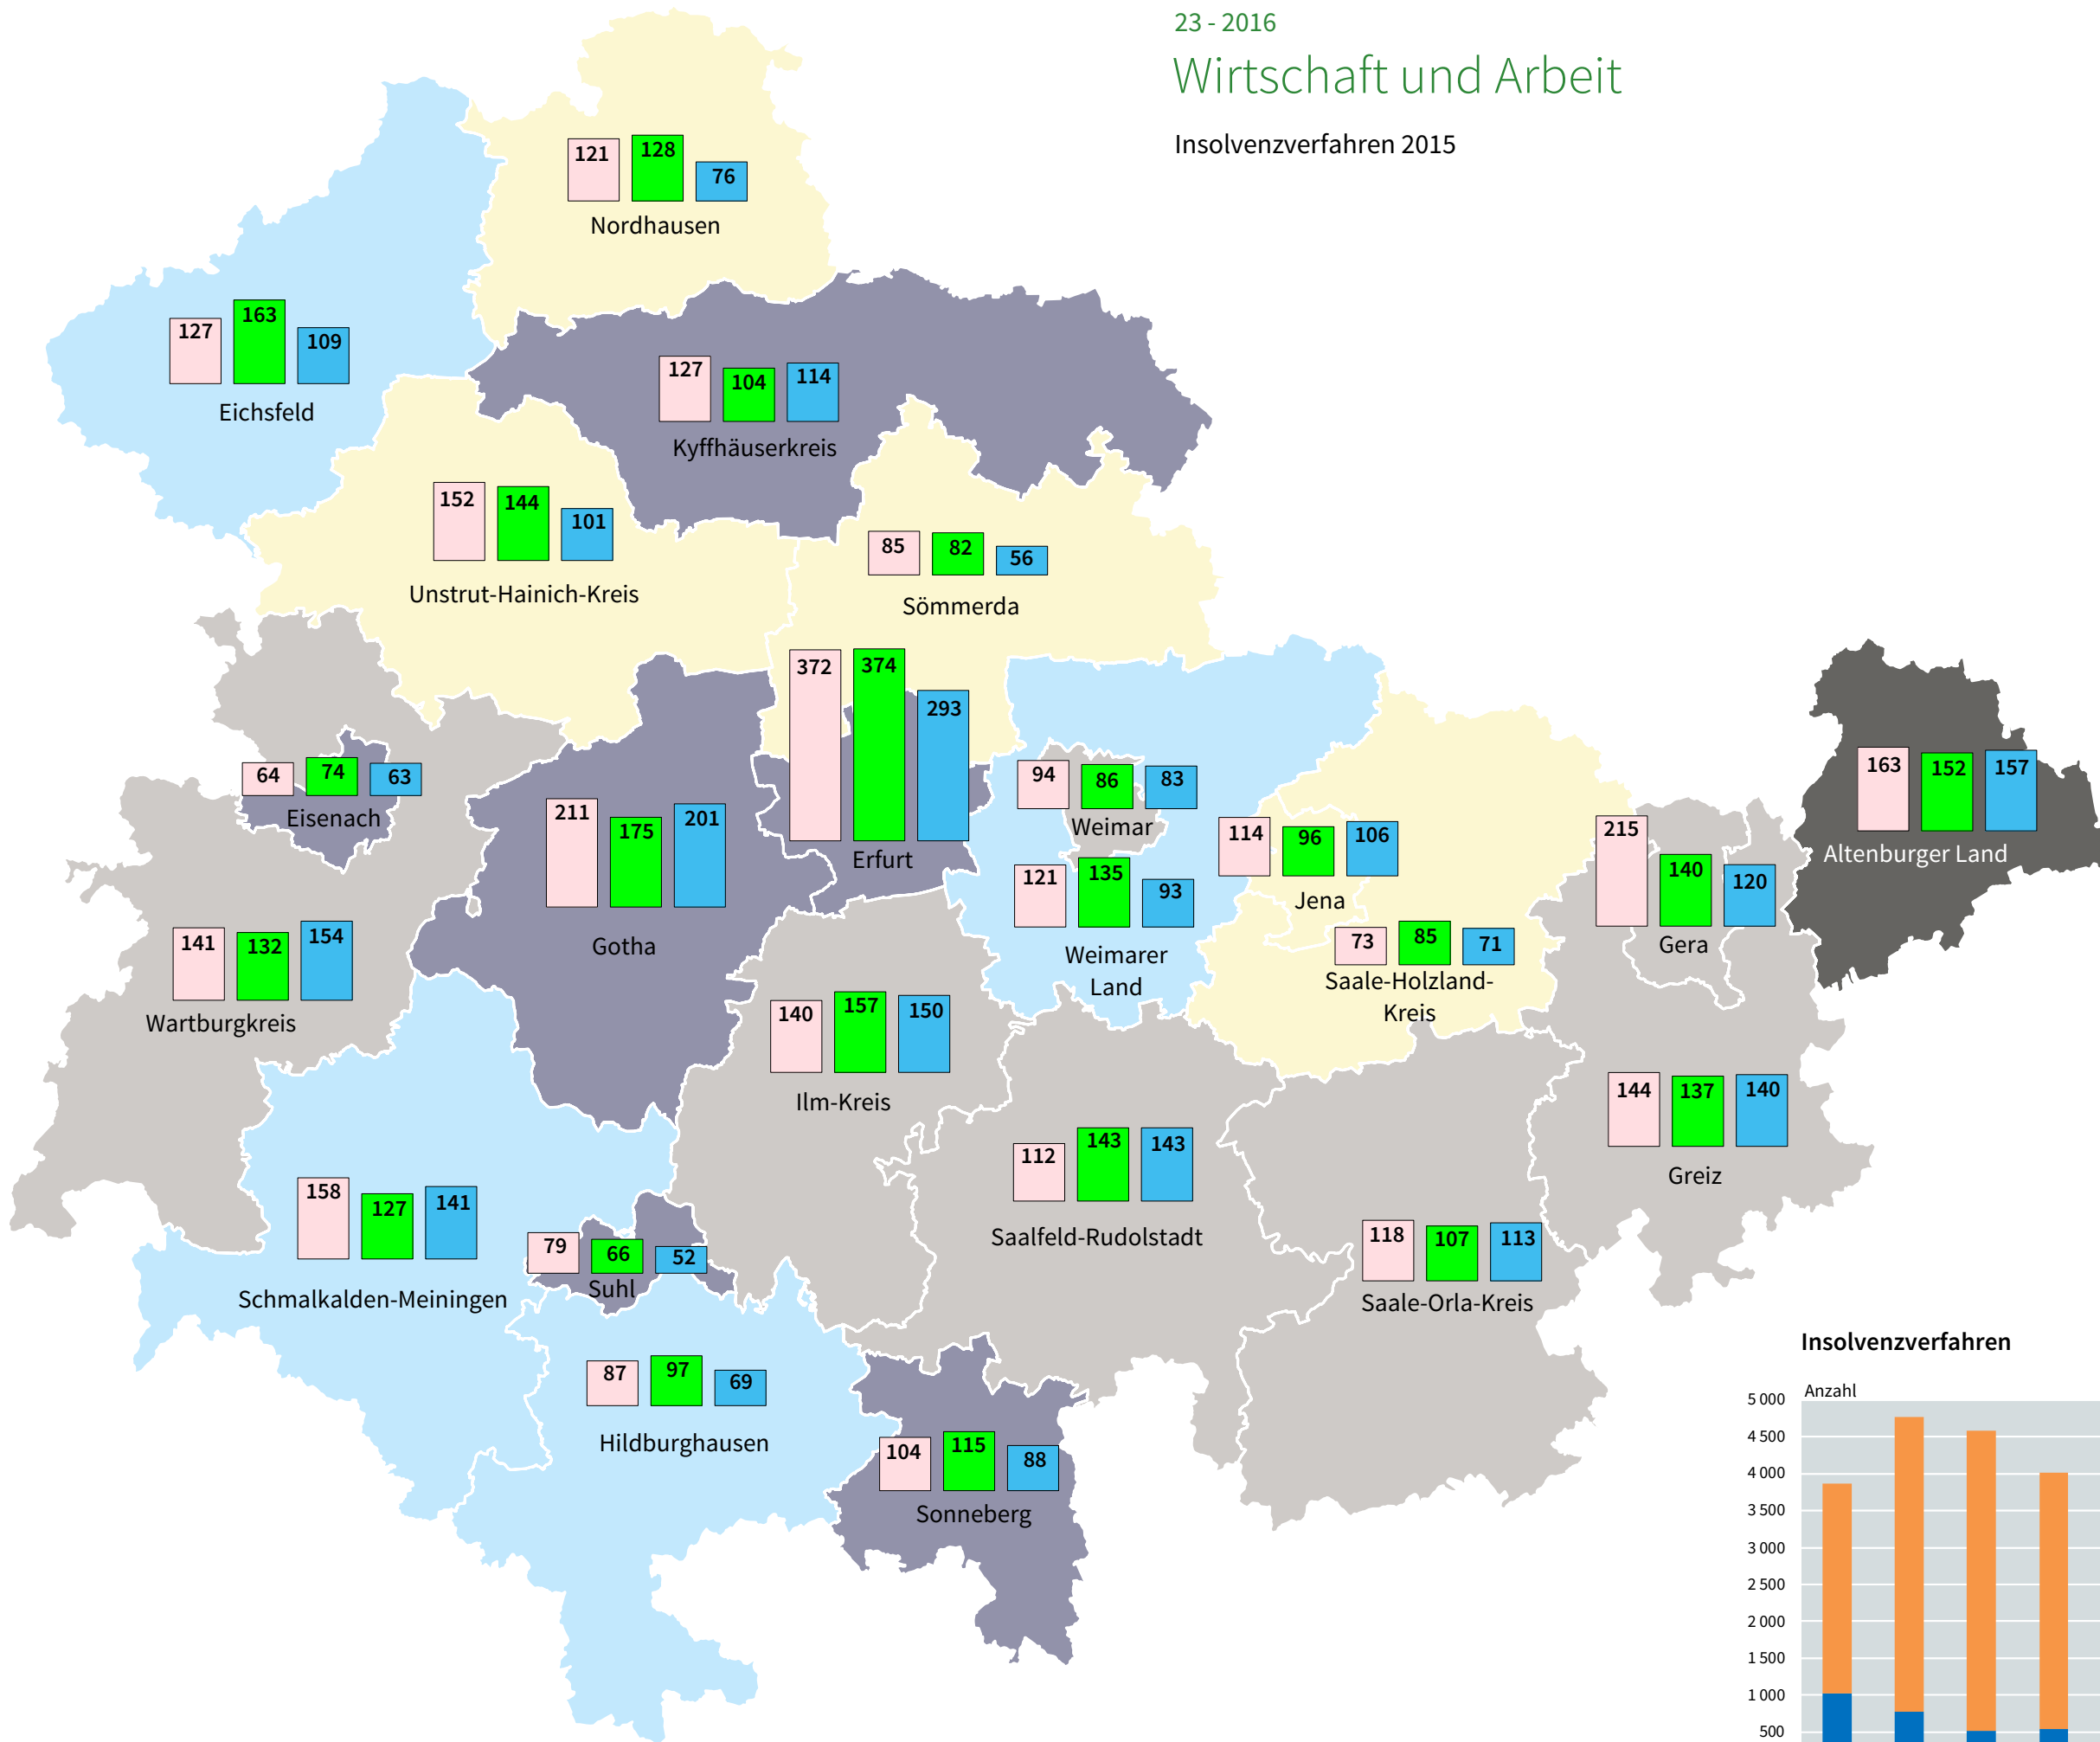 23 - 2016
Wirtschaft und Arbeit
Insolvenzverfahren 2015
121 128 76
Nordhausen
127 163 109
Eichsfeld
127 104 114
Kyffhäuserkreis
152 144 101
Unstrut-Hainich-Kreis
85 82 56
Sömmerda
372 374 293
Erfurt
64 74 63
Eisenach
94 86 83
Weimar
163 152 157
Altenburger Land
211 175 201
Gotha
114 96 106
Jena
215 140 120
Gera
121 135 93
Weimarer
Land
141 132 154
Wartburgkreis
73 85 71
Saale-Holzland-
Kreis
140 157 150
Ilm-Kreis
144 137 140
Greiz
112 143 143
Saalfeld-Rudolstadt
158 127 141
Schmalkalden-Meiningen
79 66 52
Suhl
118 107 113
Saale-Orla-Kreis
87 97 69
Hildburghausen
104 115 88
Sonneberg
Insolvenzverfahren
Anzahl
5 000
4 500
4 000
3 500
3 000
2 500
2 000
1 500
1 000
500